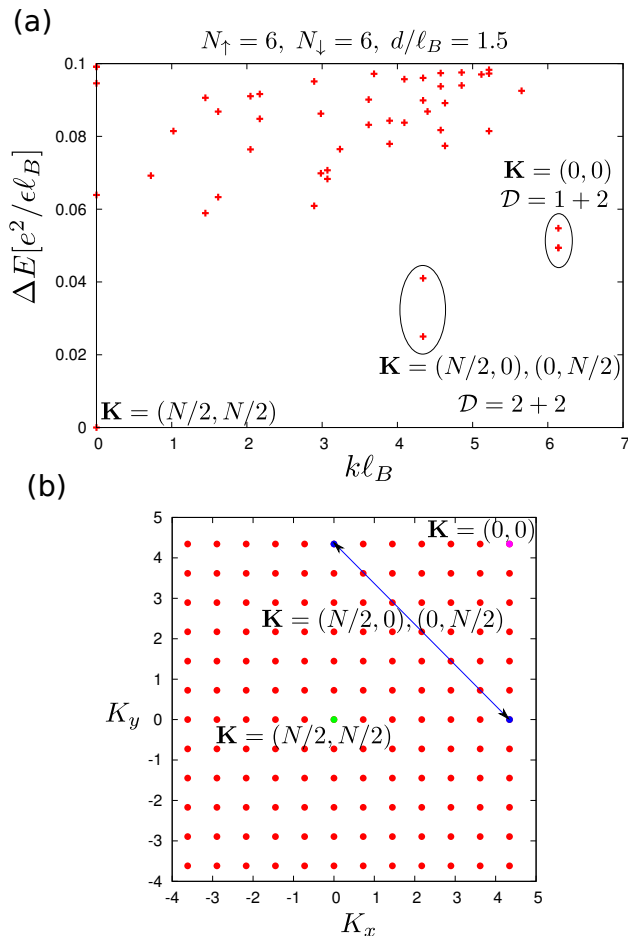 (a)
N↑ = 6, N↓ = 6, d/ℓB = 1.5
ΔE[e²/ϵℓB]
0.1
0.08
0.06
0.04
0.02
0
K = (0, 0)
𝒟 = 1 + 2
K = (N/2, 0), (0, N/2)
𝒟 = 2 + 2
K = (N/2, N/2)
0 1 2 3 4 5 6 7
kℓB
(b)
5
4
3
2
1
0
-1
-2
-3
-4
K = (0, 0)
K = (N/2, 0), (0, N/2)
Ky
K = (N/2, N/2)
-4 -3 -2 -1 0 1 2 3 4 5
Kx